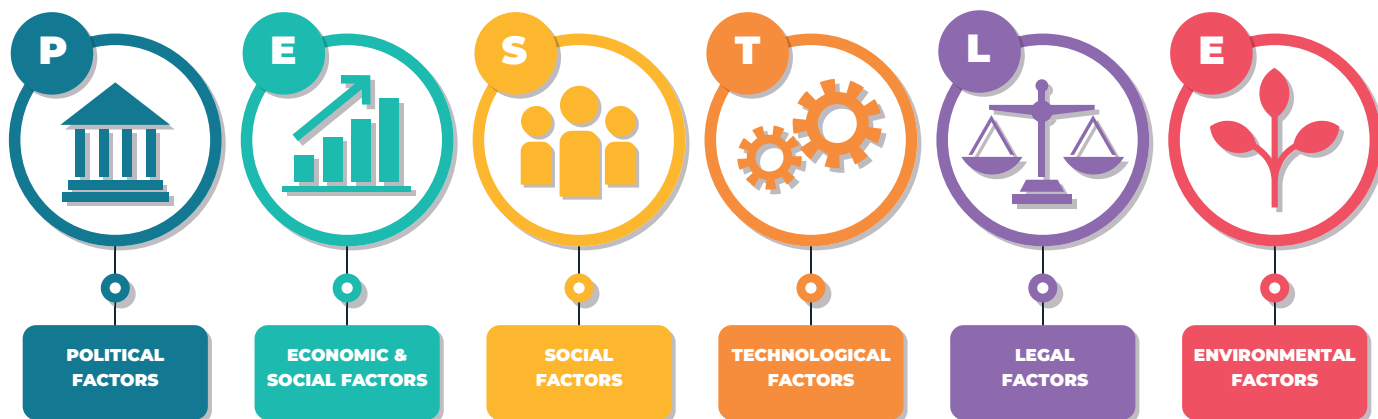 P
E
S
T
L
E
POLITICAL
FACTORS
ECONOMIC &
SOCIAL FACTORS
SOCIAL
FACTORS
TECHNOLOGICAL
FACTORS
LEGAL
FACTORS
ENVIRONMENTAL
FACTORS